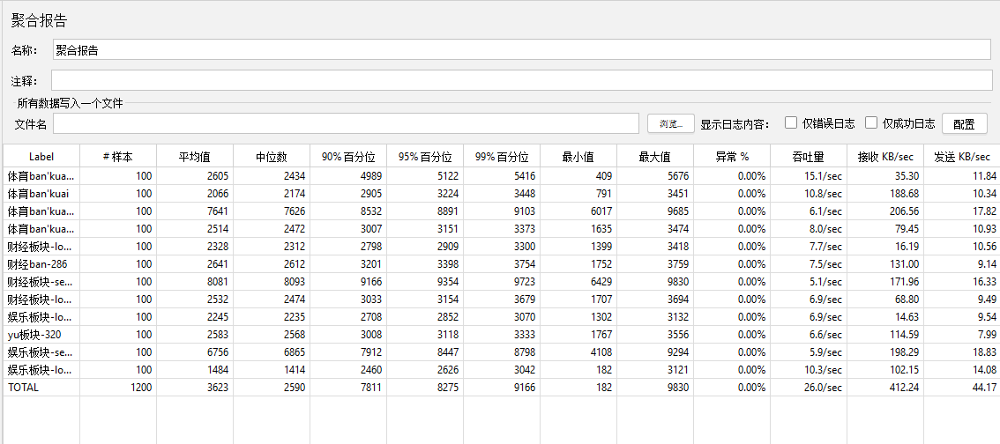 聚合报告
名称： 聚合报告
注释：
所有数据写入一个文件
文件名 浏览... 显示日志内容： 仅错误日志 仅成功日志 配置
Label # 样本 平均值 中位数 90% 百分位 95% 百分位 99% 百分位 最小值 最大值 异常 % 吞吐量 接收 KB/sec 发送 KB/sec
体育ban'kua... 100 2605 2434 4989 5122 5416 409 5676 0.00% 15.1/sec 35.30 11.84
体育ban'kuai 100 2066 2174 2905 3224 3448 791 3451 0.00% 10.8/sec 188.68 10.34
体育ban'kua... 100 7641 7626 8532 8891 9103 6017 9685 0.00% 6.1/sec 206.56 17.82
体育ban'kua... 100 2514 2472 3007 3151 3373 1635 3474 0.00% 8.0/sec 79.45 10.93
财经板块-lo... 100 2328 2312 2798 2909 3300 1399 3418 0.00% 7.7/sec 16.19 10.56
财经ban-286 100 2641 2612 3201 3398 3754 1752 3759 0.00% 7.5/sec 131.00 9.14
财经板块-se... 100 8081 8093 9166 9354 9723 6429 9830 0.00% 5.1/sec 171.96 16.33
财经板块-lo... 100 2532 2474 3033 3154 3679 1707 3694 0.00% 6.9/sec 68.80 9.49
娱乐板块-lo... 100 2245 2235 2708 2852 3070 1302 3132 0.00% 6.9/sec 14.63 9.54
yu板块-320 100 2583 2568 3008 3118 3333 1767 3556 0.00% 6.6/sec 114.59 7.99
娱乐板块-se... 100 6756 6865 7912 8447 8798 4108 9294 0.00% 5.9/sec 198.29 18.83
娱乐板块-lo... 100 1484 1414 2460 2626 3042 182 3121 0.00% 10.3/sec 102.15 14.08
TOTAL 1200 3623 2590 7811 8275 9166 182 9830 0.00% 26.0/sec 412.24 44.17